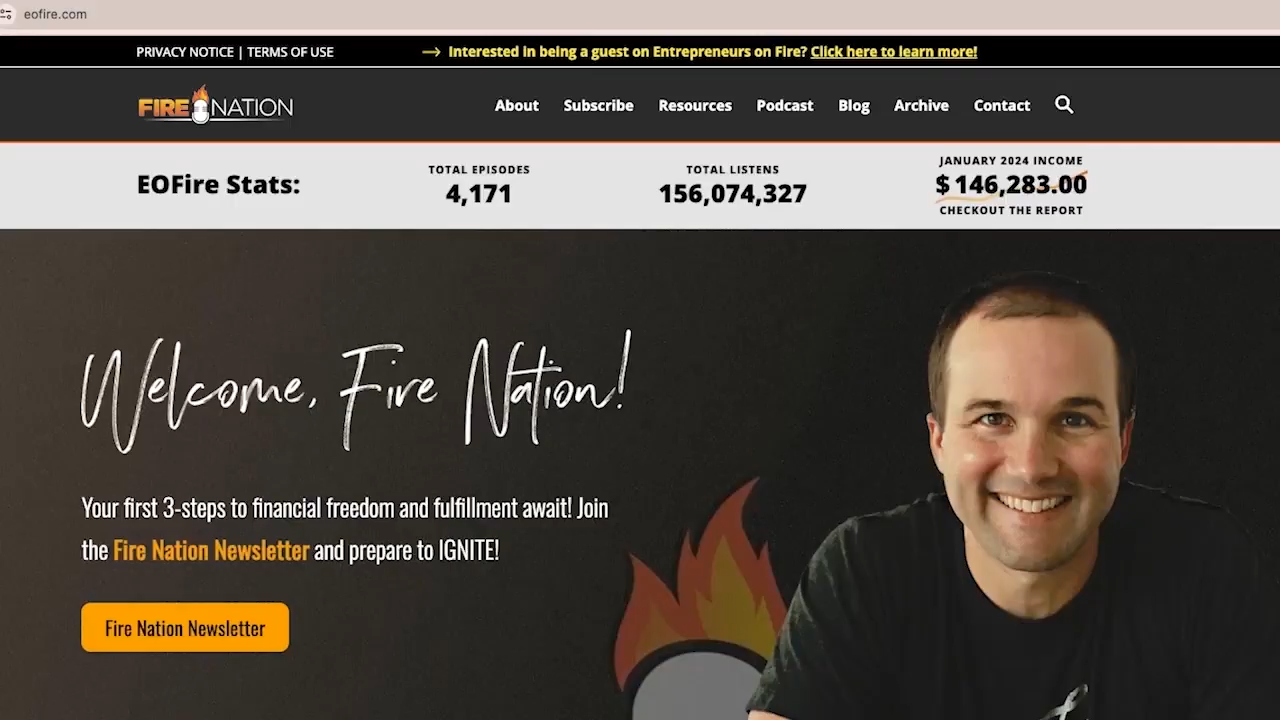 eofire.com
PRIVACY NOTICE | TERMS OF USE
Interested in being a guest on Entrepreneurs on Fire? Click here to learn more!
FIRE NATION
About Subscribe Resources Podcast Blog Archive Contact
EOFire Stats:
TOTAL EPISODES
4,171
TOTAL LISTENS
156,074,327
JANUARY 2024 INCOME
$146,283.00
CHECKOUT THE REPORT
Welcome, Fire Nation!
Your first 3-steps to financial freedom and fulfillment await! Join
the Fire Nation Newsletter and prepare to IGNITE!
Fire Nation Newsletter